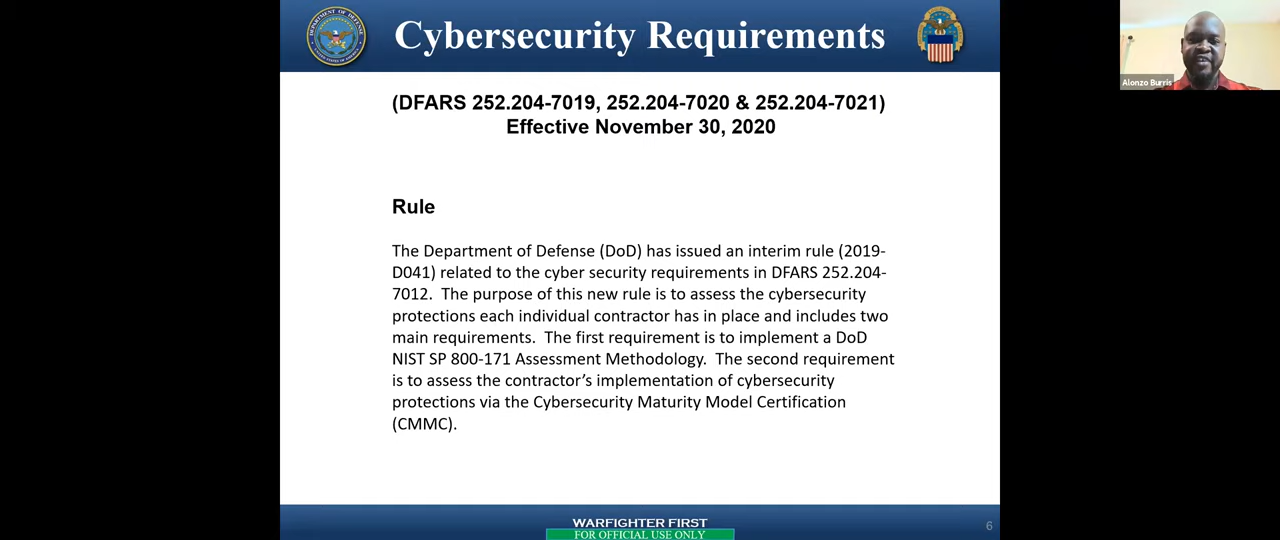 Cybersecurity Requirements
Alonzo Burris
(DFARS 252.204-7019, 252.204-7020 & 252.204-7021)
Effective November 30, 2020
Rule
The Department of Defense (DoD) has issued an interim rule (2019-
D041) related to the cyber security requirements in DFARS 252.204-
7012.  The purpose of this new rule is to assess the cybersecurity
protections each individual contractor has in place and includes two
main requirements.  The first requirement is to implement a DoD
NIST SP 800-171 Assessment Methodology.  The second requirement
is to assess the contractor's implementation of cybersecurity
protections via the Cybersecurity Maturity Model Certification
(CMMC).
WARFIGHTER FIRST
FOR OFFICIAL USE ONLY
6